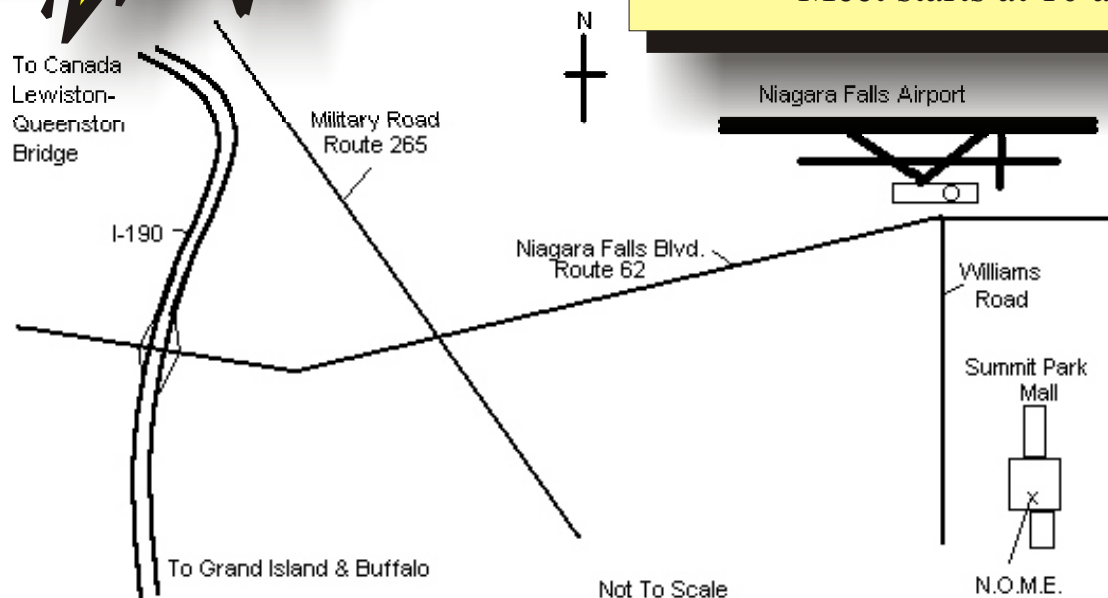 N
To Canada
Lewiston-
Queenston
Bridge
Niagara Falls Airport
Military Road
Route 265
I-190
Niagara Falls Blvd.
Route 62
Williams
Road
Summit Park
Mall
To Grand Island & Buffalo
Not To Scale
X
N.O.M.E.